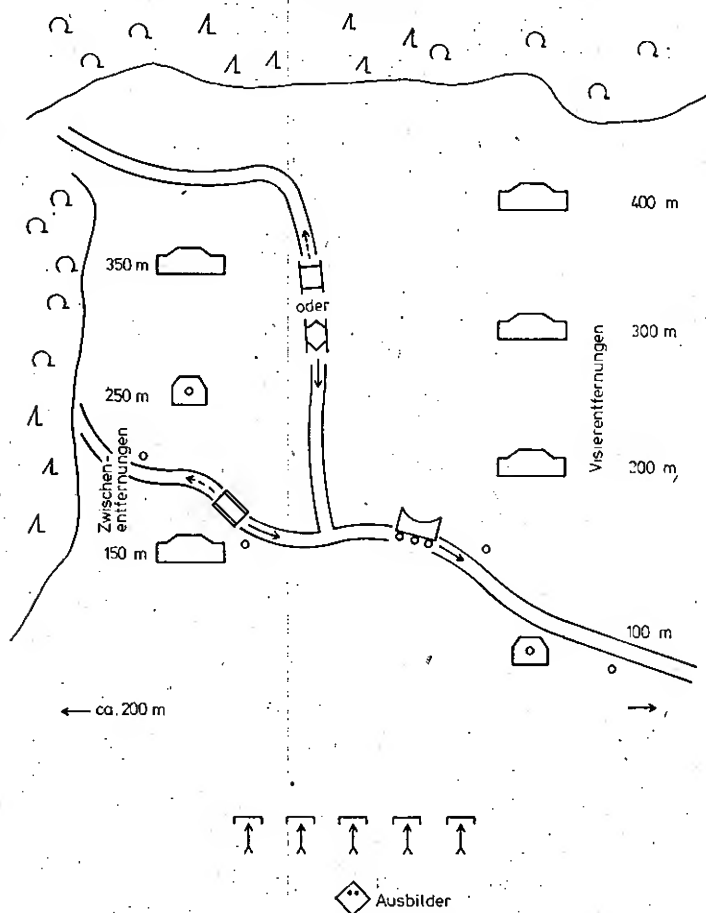 400 m
350 m
oder
300 m
Visierentfernungen
250 m
Zwischen-
entfernungen
200 m
150 m
100 m
ca. 200 m
Ausbilder